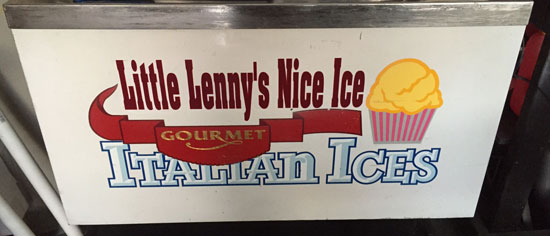 Little Lenny's Nice Ice
GOURMET
ITALIAN ICES